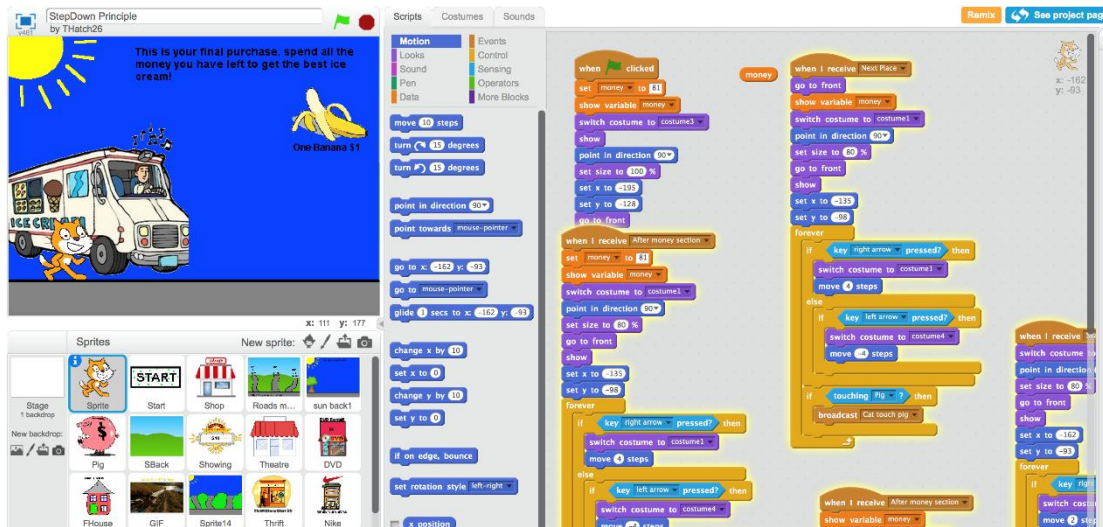 StepDown Principle
by THatch26
v461
This is your final purchase, spend all the
money you have left to get the best ice
cream!
One Banana $1
ICE CREAM
x: 111 y: 177
Sprites
New sprite:
Stage
1 backdrop
New backdrop:
Sprite
Start
START
Shop
Roads m...
sun back1
Pig
SBack
Showing
Theatre
DVD
FHouse
GIF
Sprite14
Thrift
Nike
Scripts
Costumes
Sounds
Motion
Looks
Sound
Pen
Data
Events
Control
Sensing
Operators
More Blocks
move 10 steps
turn 15 degrees
turn 15 degrees
point in direction 90
point towards mouse-pointer
go to x: -162 y: -93
go to mouse-pointer
glide 1 secs to x: -162 y: -93
change x by 10
set x to 0
change y by 10
set y to 0
if on edge, bounce
set rotation style left-right
x position
Remix
See project pag
x: -162
y: -93
when clicked
set money to 81
show variable money
switch costume to costume3
show
point in direction 90
set size to 100 %
set x to -195
set y to -128
go to front
when I receive After money section
set money to 81
show variable money
switch costume to costume1
point in direction 90
set size to 80 %
go to front
show
set x to -135
set y to -98
forever
if key right arrow pressed? then
switch costume to costume1
move 4 steps
else
if key left arrow pressed? then
switch costume to costume4
move -4 steps
money
when I receive Next Place
go to front
show variable money
switch costume to costume1
point in direction 90
set size to 80 %
go to front
show
set x to -135
set y to -98
forever
if key right arrow pressed? then
switch costume to costume1
move 4 steps
else
if key left arrow pressed? then
switch costume to costume4
move -4 steps
if touching Pig ? then
broadcast Cat touch pig
when I receive After money section
show variable money
when I receive
switch costume to
point in direction
set size to 80
go to front
show
set x to -162
set y to -93
forever
if key right
switch costu
move 2 step
else